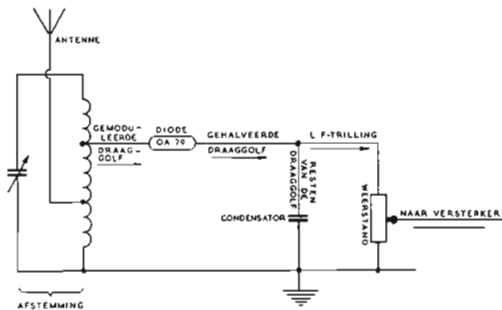 ANTENNE
GEMODU-
LEERDE
DRAAG-
GOLF
DIODE
OA 79
GEHALVEERDE
DRAAGGOLF
L F-TRILLING
RESTEN
VAN DE
DRAAGGOLF
CONDENSATOR
WEERSTAND
NAAR VERSTERKER
AFSTEMMING